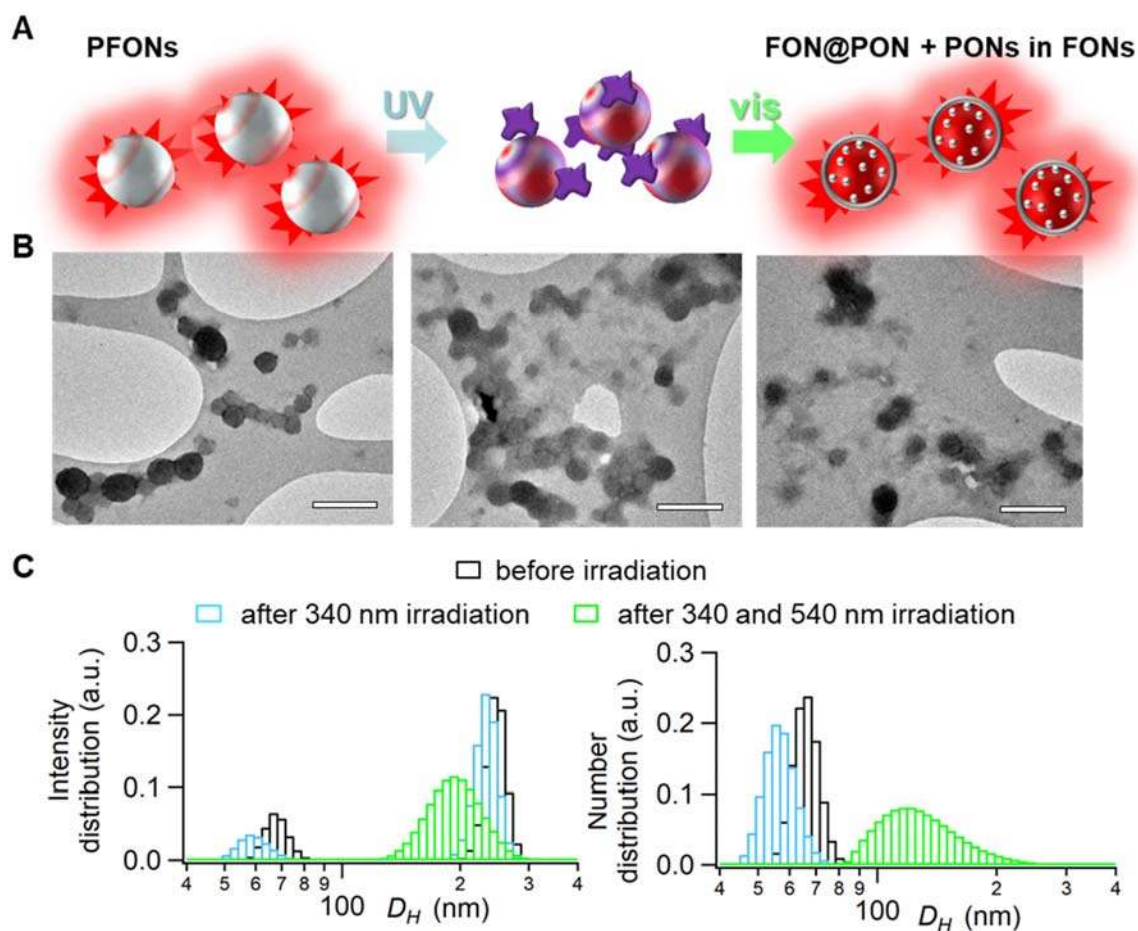 A
PFONs
FON@PON + PONs in FONs
UV
vis
B
C
before irradiation
after 340 nm irradiation
after 340 and 540 nm irradiation
Intensity
distribution (a.u.)
0.3
0.2
0.1
0.0
4 5 6 7 8 9 100 2 3 4
D_H (nm)
Number
distribution (a.u.)
0.3
0.2
0.1
0.0
4 5 6 7 8 9 100 2 3 4
D_H (nm)